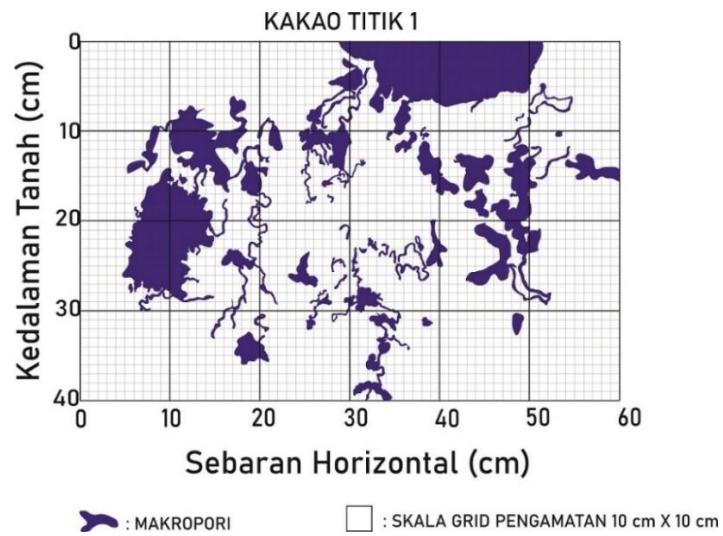 KAKAO TITIK 1
Kedalaman Tanah (cm)
0
10
20
30
40
0 10 20 30 40 50 60
Sebaran Horizontal (cm)
: MAKROPORI
: SKALA GRID PENGAMATAN 10 cm X 10 cm